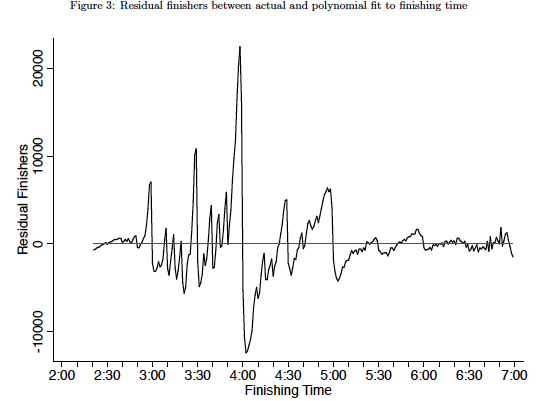 Figure 3: Residual finishers between actual and polynomial fit to finishing time
20000
10000
0
-10000
Residual Finishers
2:00 2:30 3:00 3:30 4:00 4:30 5:00 5:30 6:00 6:30 7:00
Finishing Time